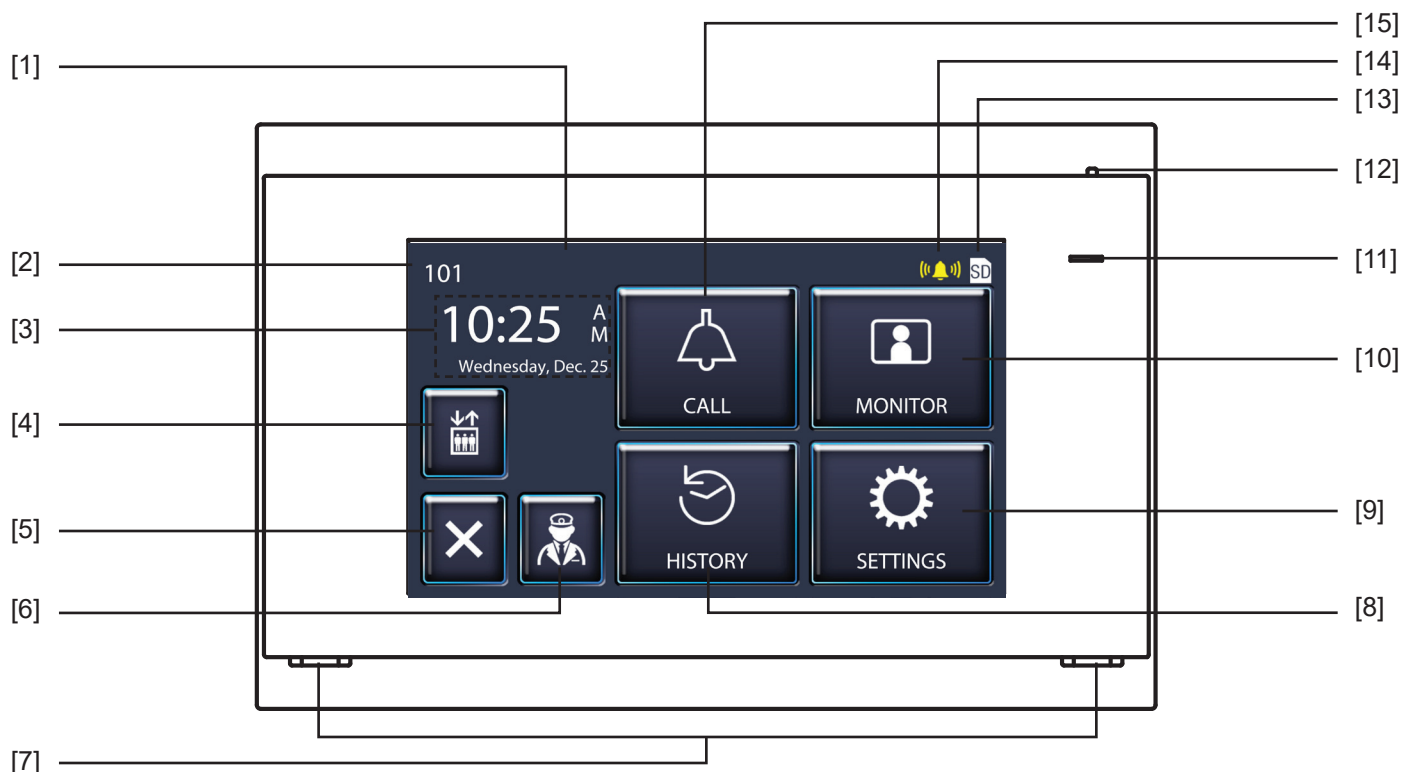 [15]
[1]
[14]
[13]
[12]
[2]
101
SD
[11]
[3]
10:25 AM
Wednesday, Dec. 25
CALL
MONITOR
[10]
[4]
[5]
HISTORY
SETTINGS
[9]
[6]
[8]
[7]